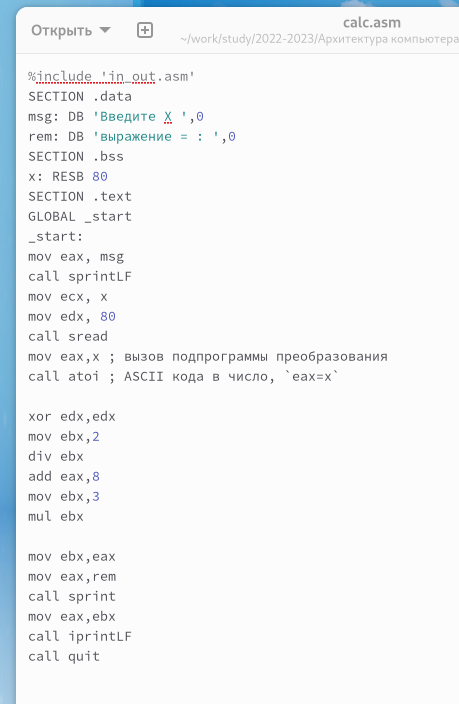 Открыть
calc.asm
~/work/study/2022-2023/Архитектура компьютера
%include 'in_out.asm'
SECTION .data
msg: DB 'Введите X ',0
rem: DB 'выражение = : ',0
SECTION .bss
x: RESB 80
SECTION .text
GLOBAL _start
_start:
mov eax, msg
call sprintLF
mov ecx, x
mov edx, 80
call sread
mov eax,x ; вызов подпрограммы преобразования
call atoi ; ASCII кода в число, `eax=x`
xor edx,edx
mov ebx,2
div ebx
add eax,8
mov ebx,3
mul ebx
mov ebx,eax
mov eax,rem
call sprint
mov eax,ebx
call iprintLF
call quit